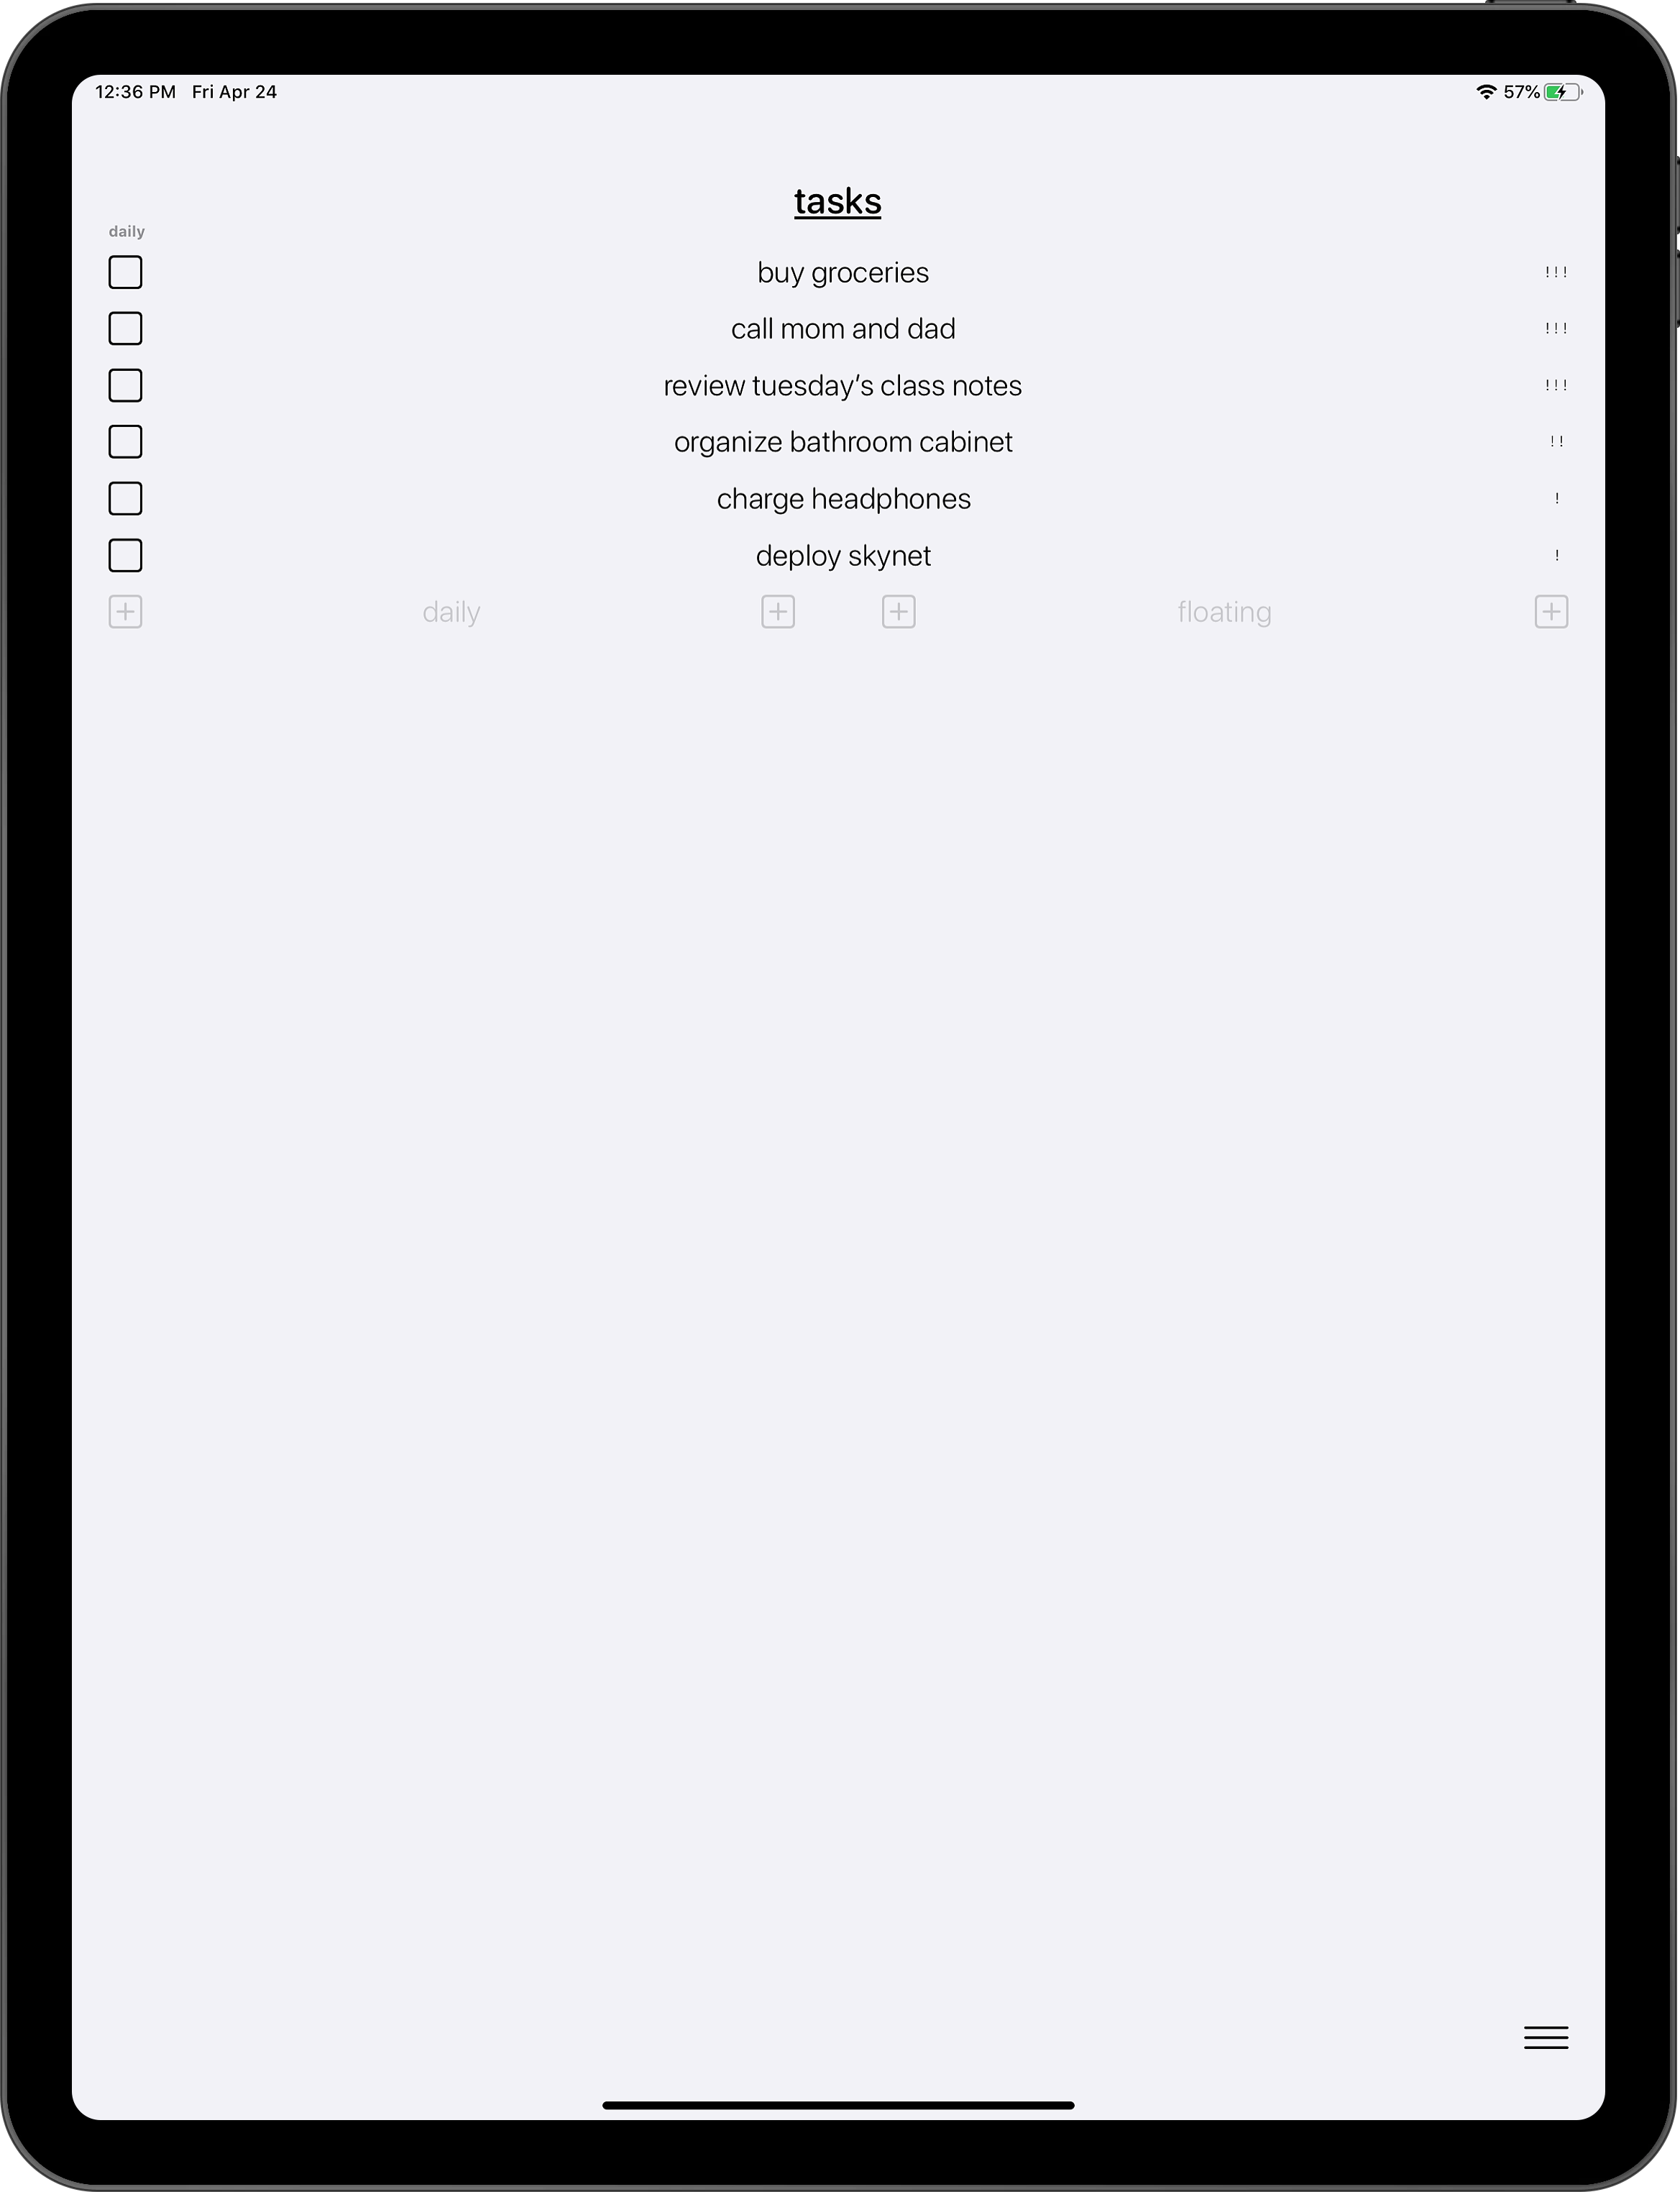 12:36 PM Fri Apr 24 57%
tasks
daily
buy groceries !!!
call mom and dad !!!
review tuesday’s class notes !!!
organize bathroom cabinet !!
charge headphones !
deploy skynet !
daily floating